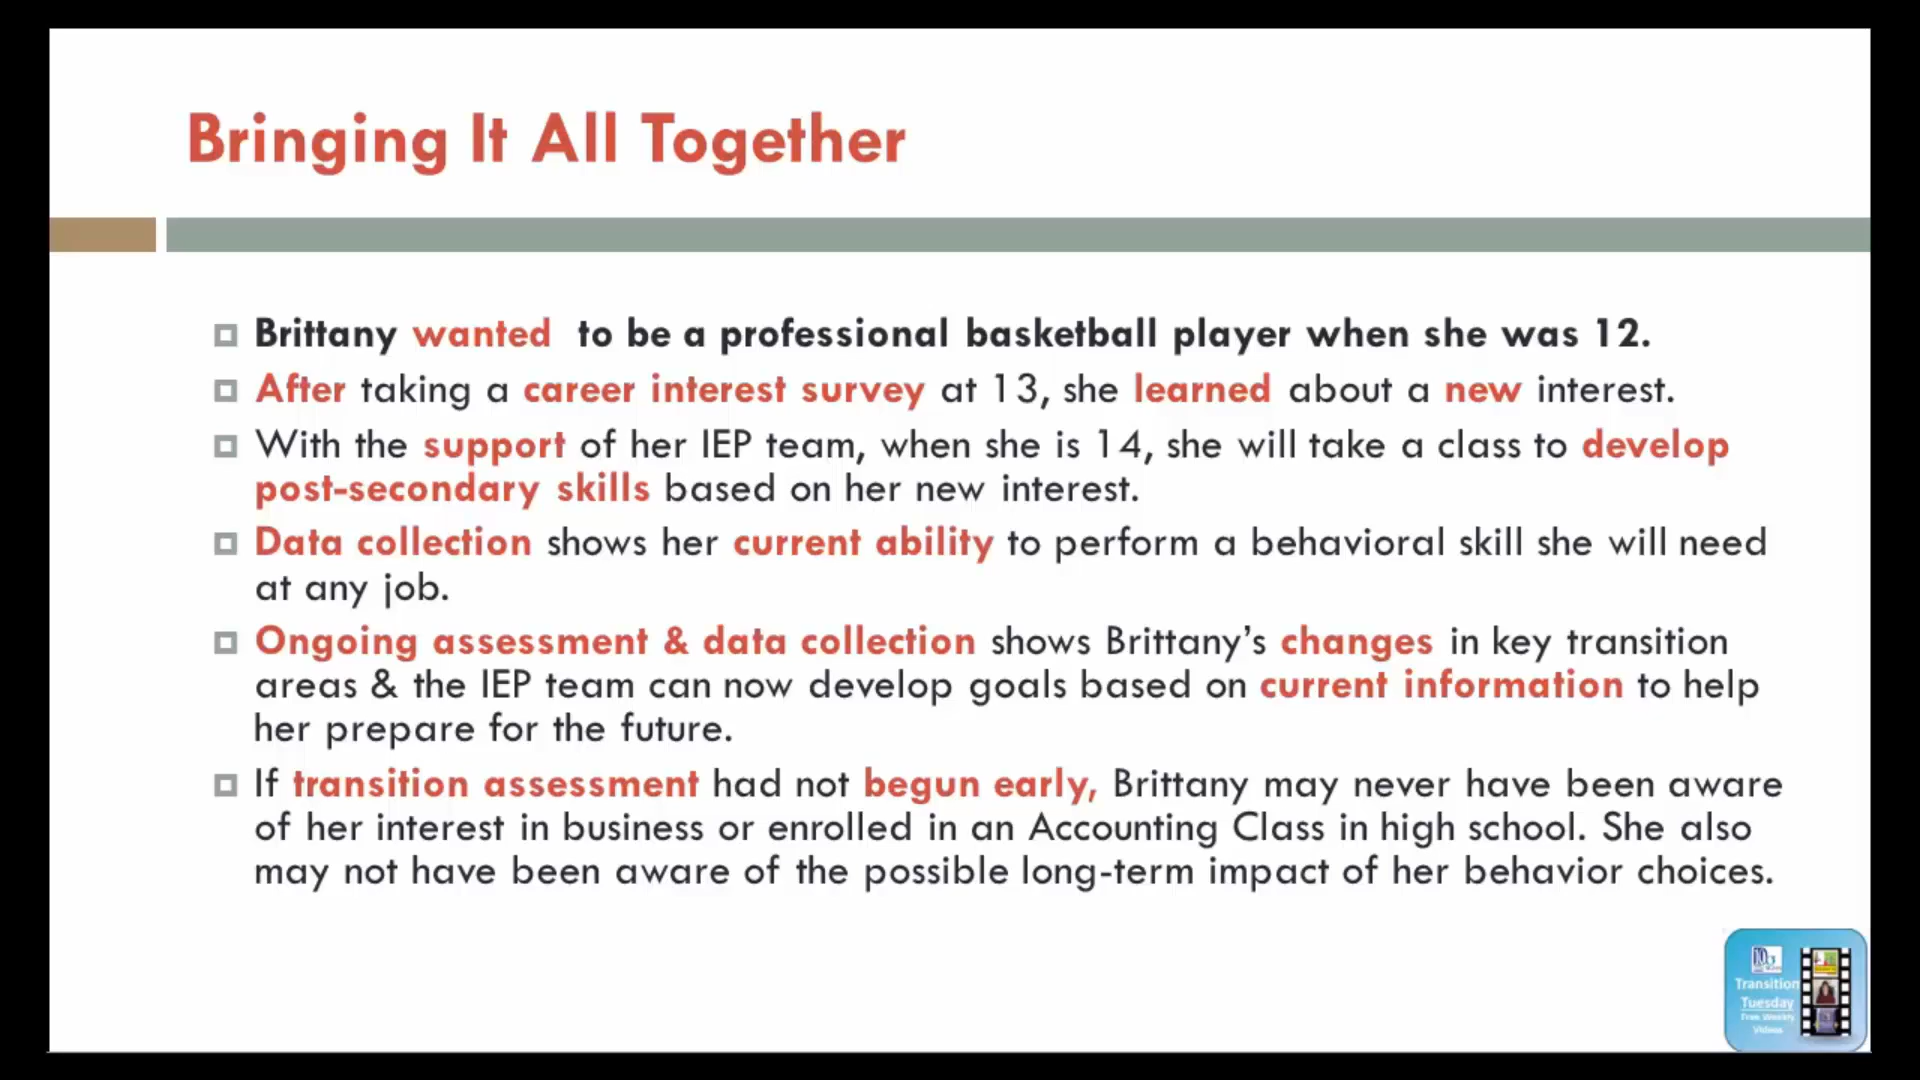 Bringing It All Together
Brittany wanted to be a professional basketball player when she was 12.
After taking a career interest survey at 13, she learned about a new interest.
With the support of her IEP team, when she is 14, she will take a class to develop
post-secondary skills based on her new interest.
Data collection shows her current ability to perform a behavioral skill she will need
at any job.
Ongoing assessment & data collection shows Brittany's changes in key transition
areas & the IEP team can now develop goals based on current information to help
her prepare for the future.
If transition assessment had not begun early, Brittany may never have been aware
of her interest in business or enrolled in an Accounting Class in high school. She also
may not have been aware of the possible long-term impact of her behavior choices.
Transition
Tuesday
Free Weekly
Videos